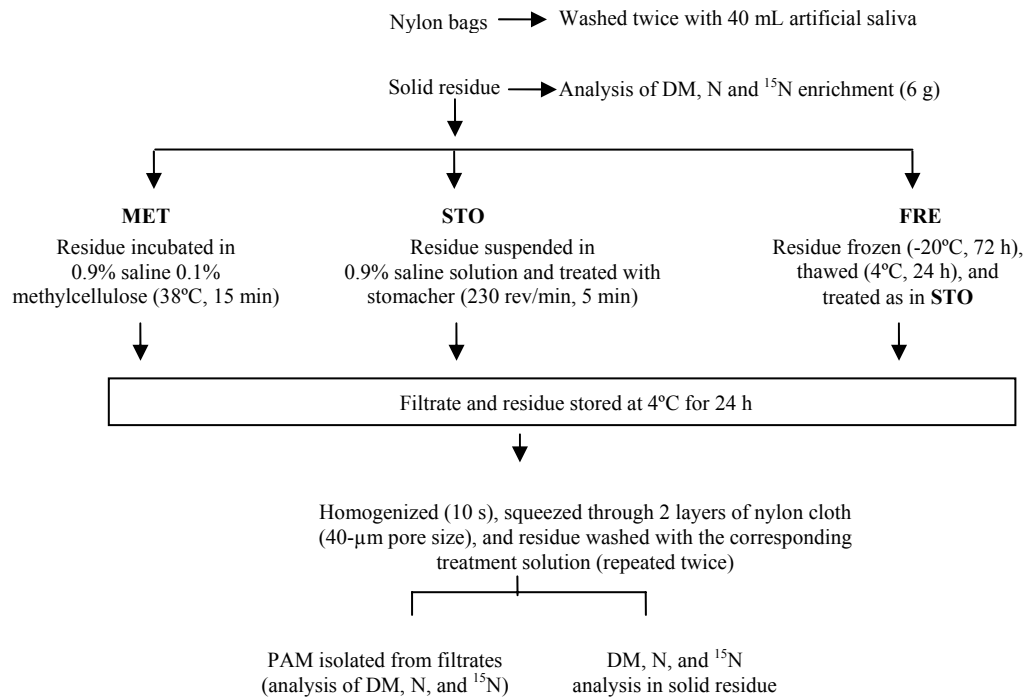 Nylon bags Washed twice with 40 mL artificial saliva
Solid residue Analysis of DM, N and ¹⁵N enrichment (6 g)
MET
Residue incubated in
0.9% saline 0.1%
methylcellulose (38ºC, 15 min)
STO
Residue suspended in
0.9% saline solution and treated with
stomacher (230 rev/min, 5 min)
FRE
Residue frozen (-20ºC, 72 h),
thawed (4ºC, 24 h), and
treated as in STO
Filtrate and residue stored at 4ºC for 24 h
Homogenized (10 s), squeezed through 2 layers of nylon cloth
(40-µm pore size), and residue washed with the corresponding
treatment solution (repeated twice)
PAM isolated from filtrates
(analysis of DM, N, and ¹⁵N)
DM, N, and ¹⁵N
analysis in solid residue